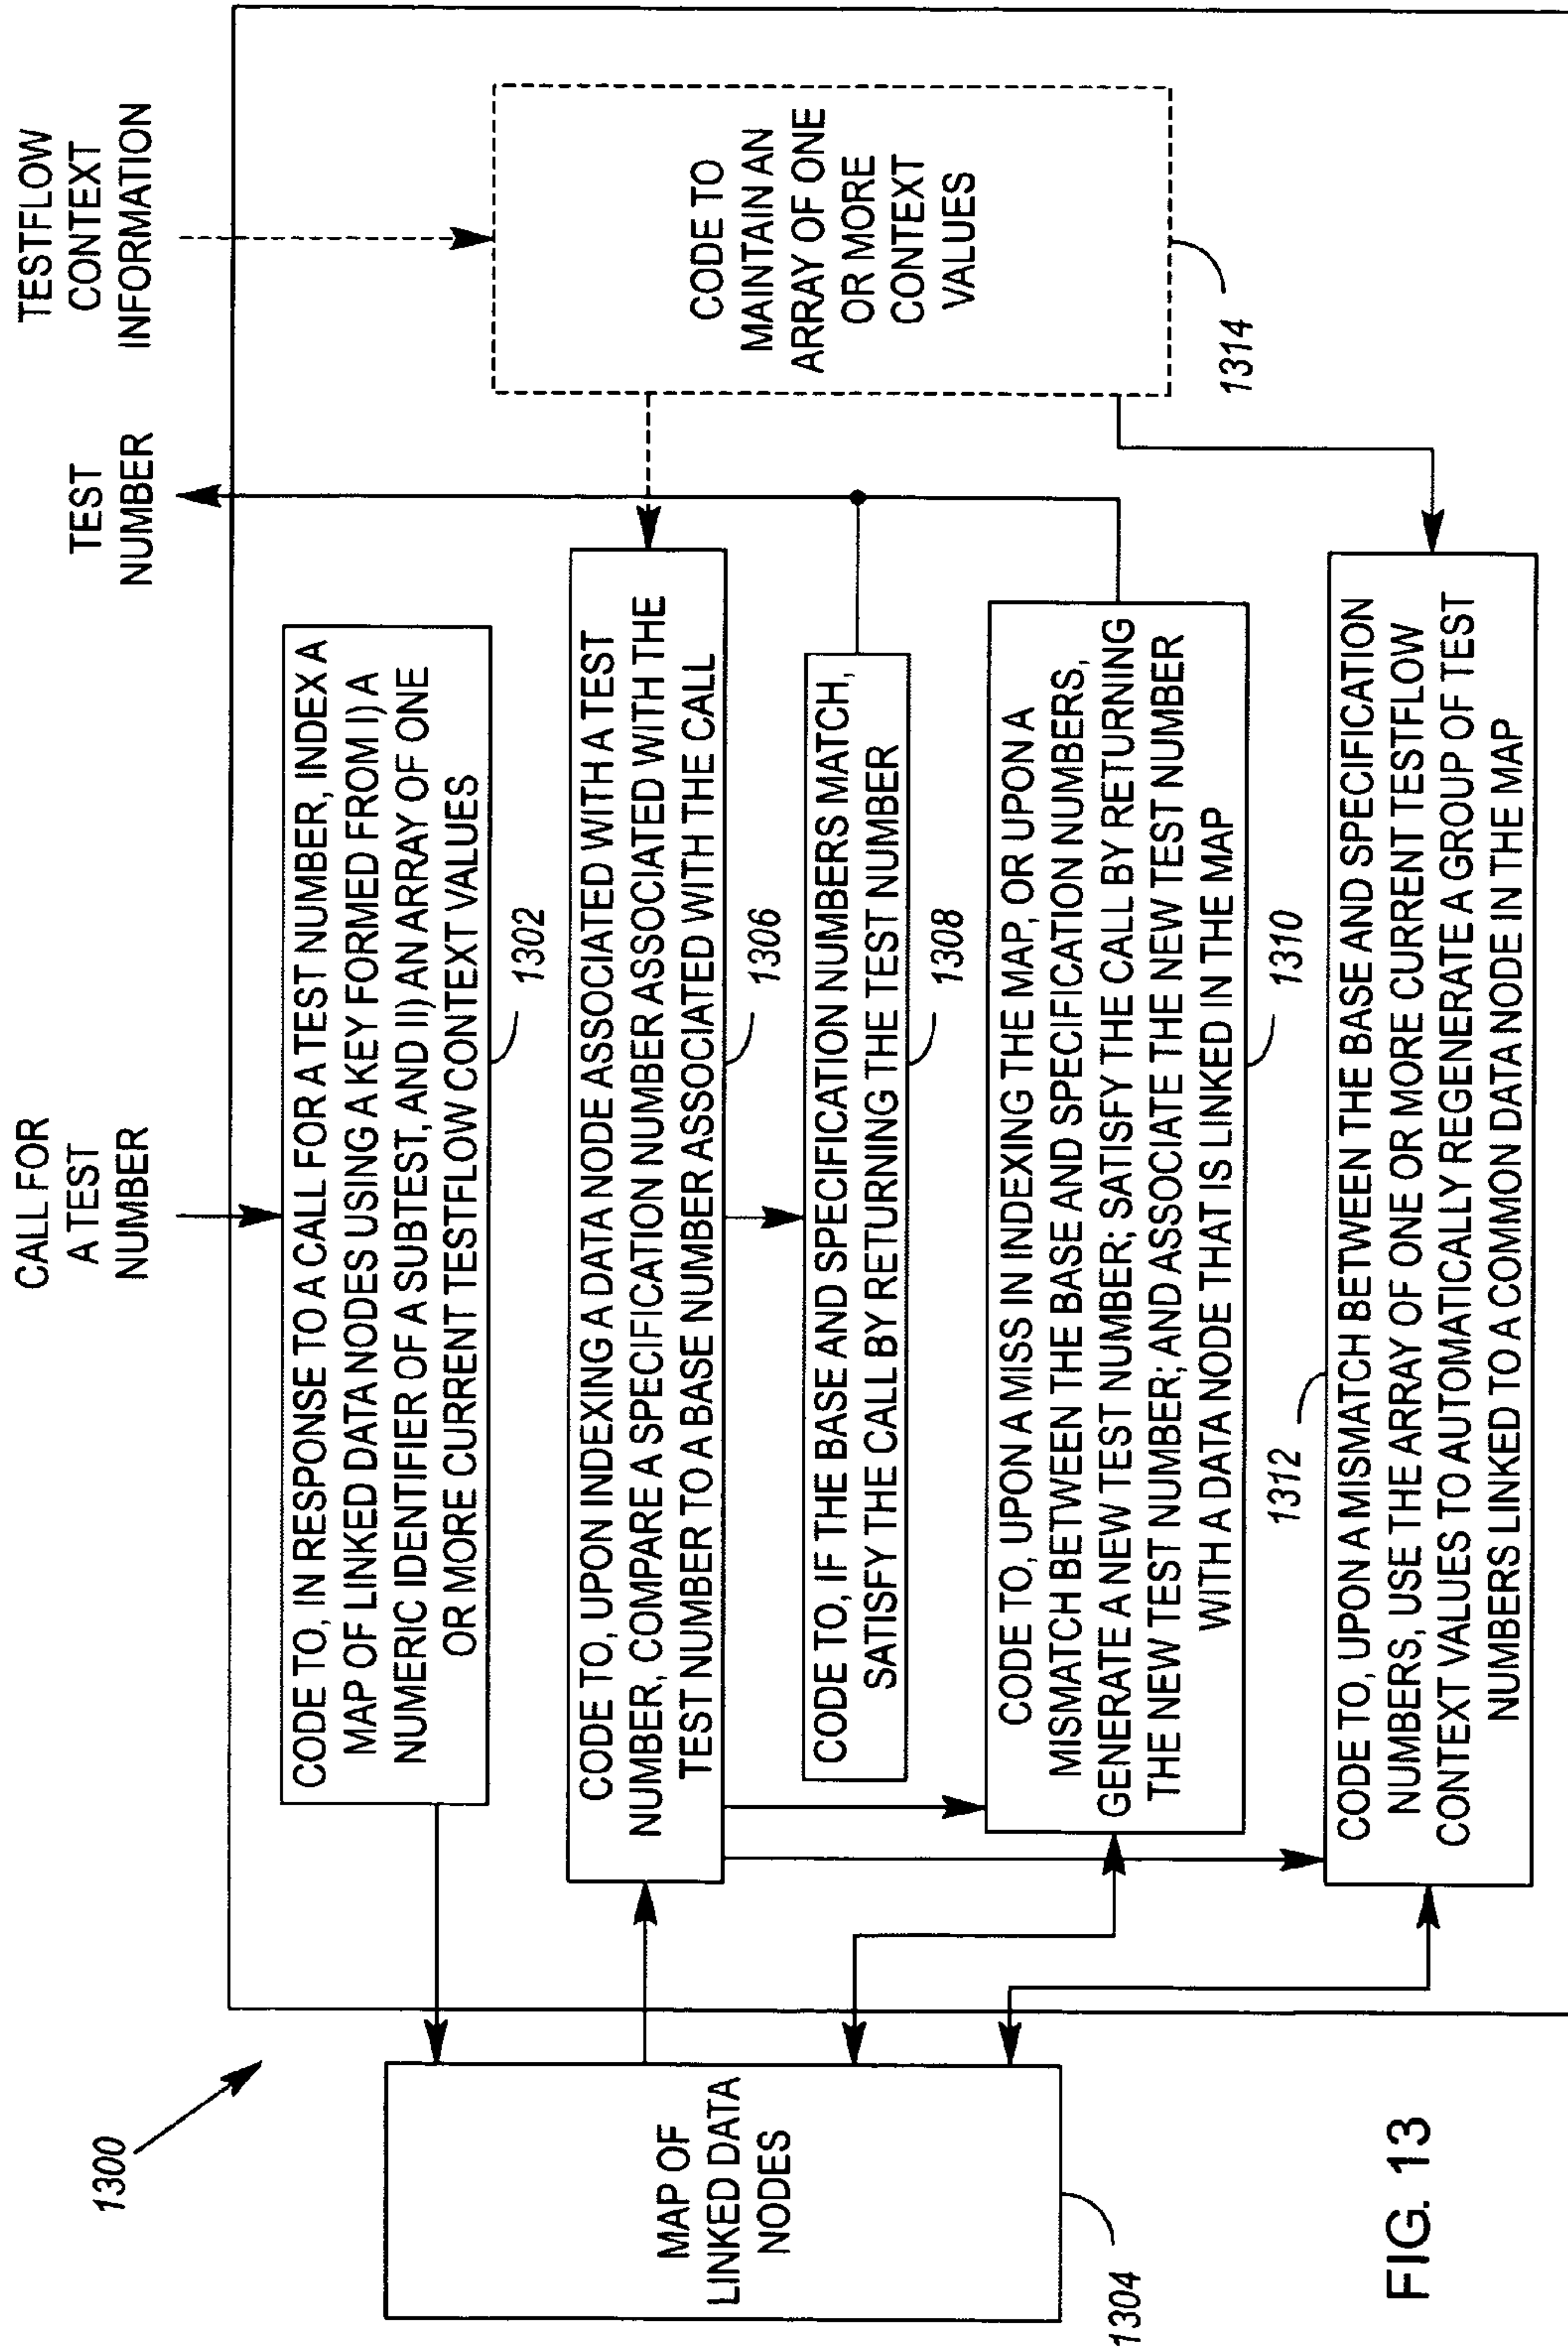 CALL FOR
A TEST
NUMBER
TEST
NUMBER
TESTFLOW
CONTEXT
INFORMATION
1300
CODE TO, IN RESPONSE TO A CALL FOR A TEST NUMBER, INDEX A
MAP OF LINKED DATA NODES USING A KEY FORMED FROM I) A
NUMERIC IDENTIFIER OF A SUBTEST, AND II) AN ARRAY OF ONE
OR MORE CURRENT TESTFLOW CONTEXT VALUES
1302
MAP OF
LINKED DATA
NODES
1304
CODE TO, UPON INDEXING A DATA NODE ASSOCIATED WITH A TEST
NUMBER, COMPARE A SPECIFICATION NUMBER ASSOCIATED WITH THE
TEST NUMBER TO A BASE NUMBER ASSOCIATED WITH THE CALL
1306
CODE TO, IF THE BASE AND SPECIFICATION NUMBERS MATCH,
SATISFY THE CALL BY RETURNING THE TEST NUMBER
1308
CODE TO, UPON A MISS IN INDEXING THE MAP, OR UPON A
MISMATCH BETWEEN THE BASE AND SPECIFICATION NUMBERS,
GENERATE A NEW TEST NUMBER; SATISFY THE CALL BY RETURNING
THE NEW TEST NUMBER; AND ASSOCIATE THE NEW TEST NUMBER
WITH A DATA NODE THAT IS LINKED IN THE MAP
1310
1312
CODE TO, UPON A MISMATCH BETWEEN THE BASE AND SPECIFICATION
NUMBERS, USE THE ARRAY OF ONE OR MORE CURRENT TESTFLOW
CONTEXT VALUES TO AUTOMATICALLY REGENERATE A GROUP OF TEST
NUMBERS LINKED TO A COMMON DATA NODE IN THE MAP
CODE TO
MAINTAIN AN
ARRAY OF ONE
OR MORE
CONTEXT
VALUES
1314
FIG. 13